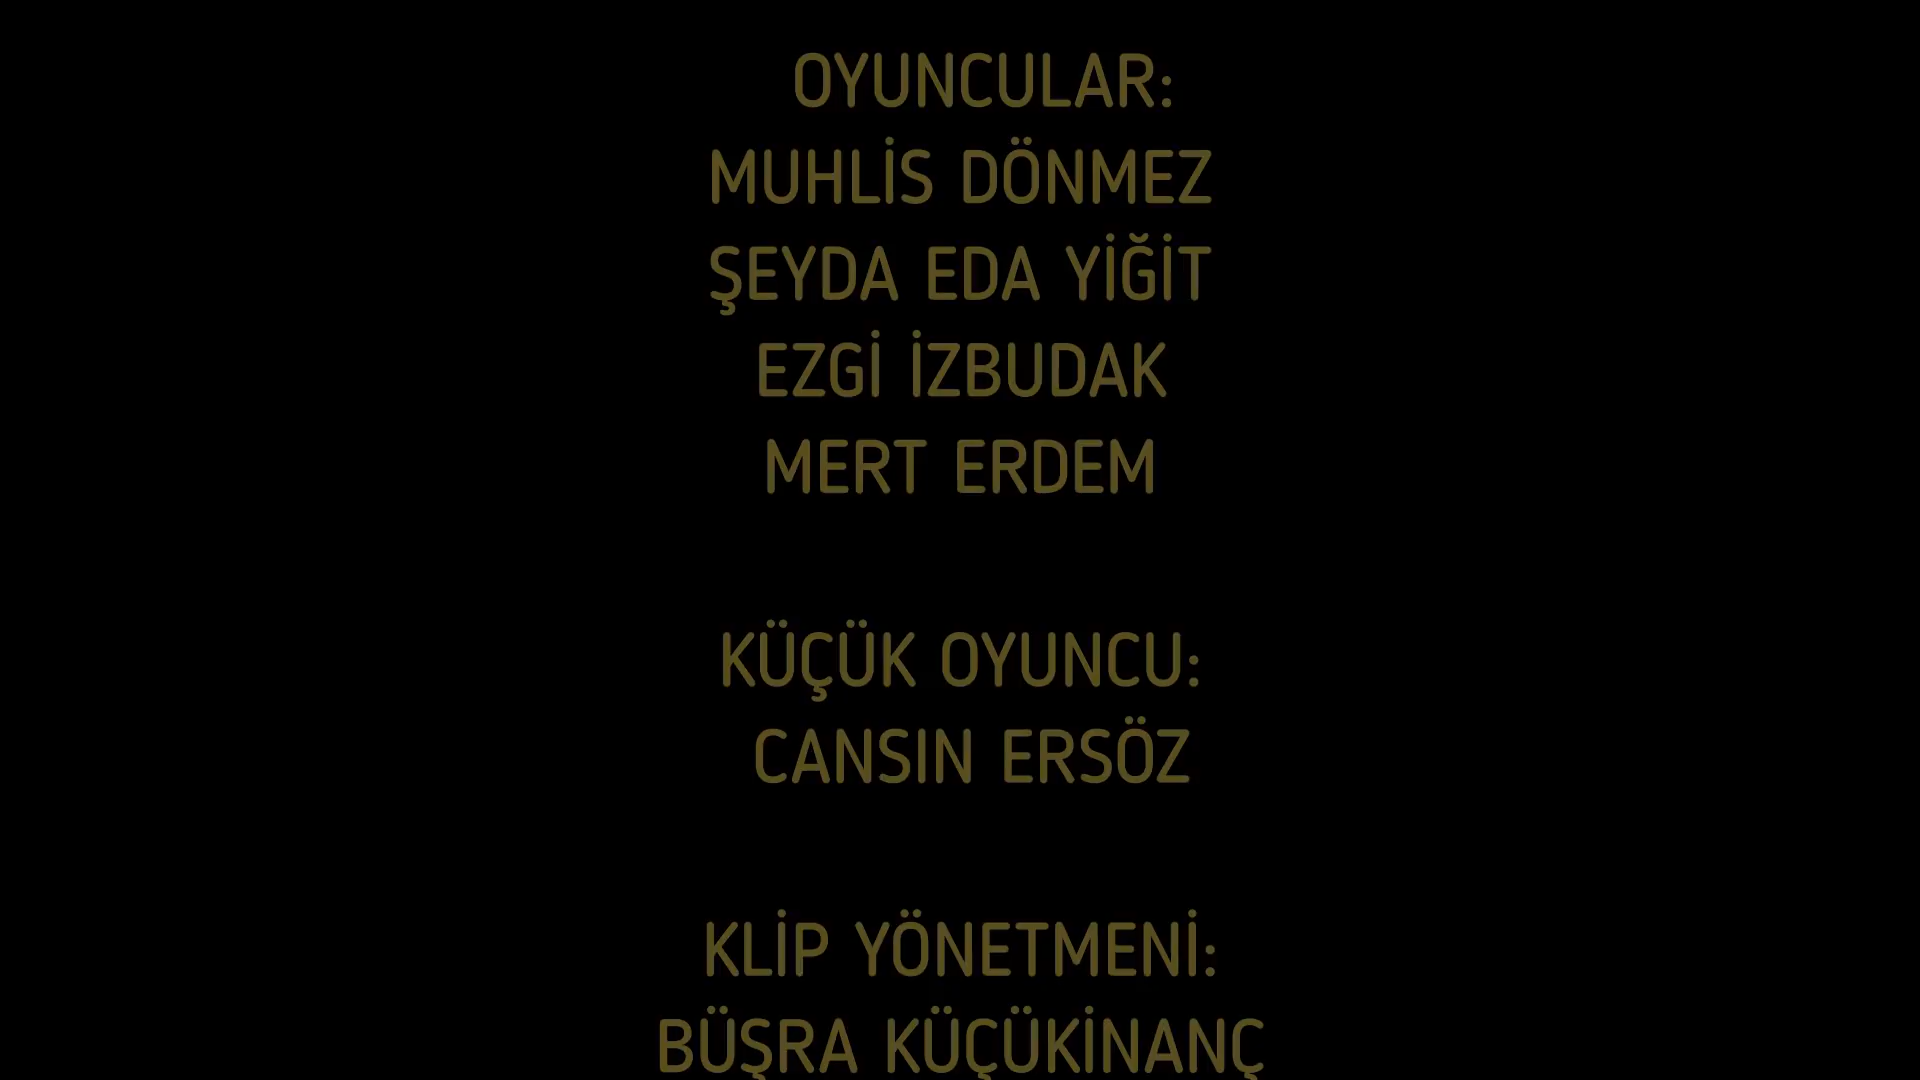 OYUNCULAR:
MUHLİS DÖNMEZ
ŞEYDA EDA YİĞİT
EZGİ İZBUDAK
MERT ERDEM
KÜÇÜK OYUNCU:
CANSIN ERSÖZ
KLİP YÖNETMENİ:
BÜŞRA KÜÇÜKİNANÇ